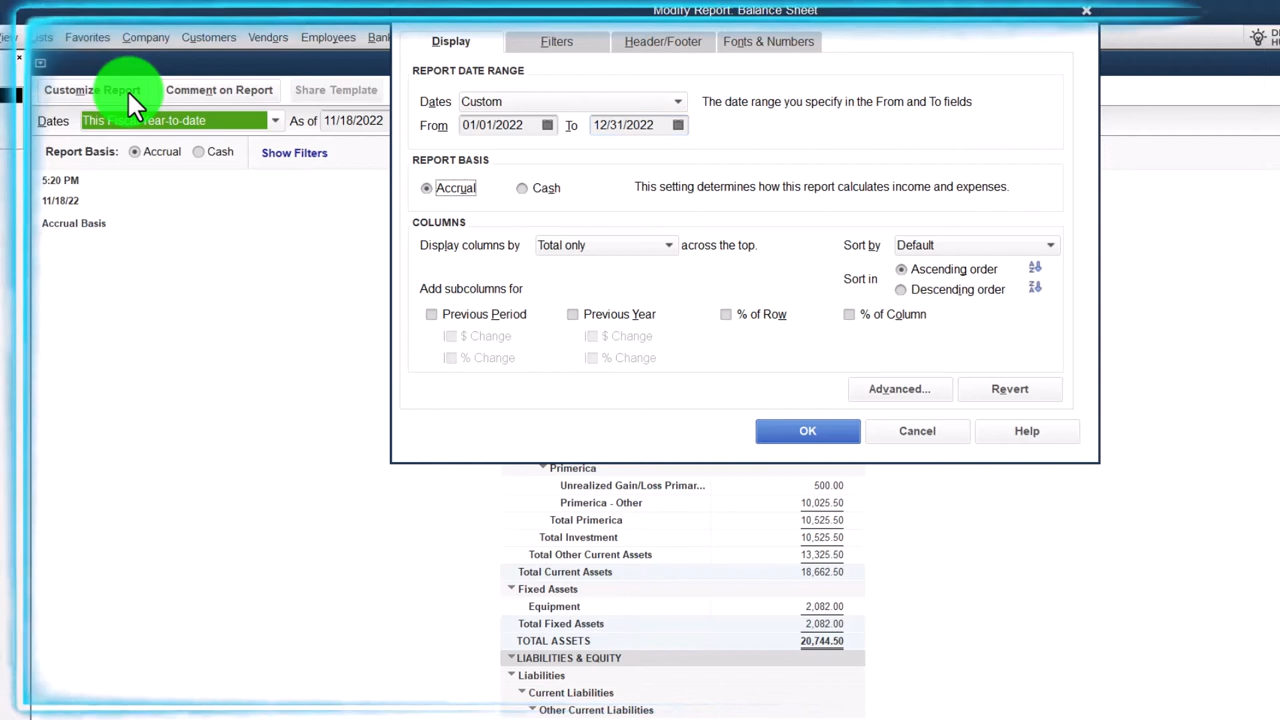 Modify Report: Balance Sheet
Lists Favorites Company Customers Vendors Employees
Display Filters Header/Footer Fonts & Numbers
Customize Report Comment on Report Share Template
Dates This Fiscal Year-to-date As of 11/18/2022
Report Basis: Accrual Cash Show Filters
5:20 PM
11/18/22
Accrual Basis
REPORT DATE RANGE
Dates Custom The date range you specify in the From and To fields
From 01/01/2022 To 12/31/2022
REPORT BASIS
Accrual Cash This setting determines how this report calculates income and expenses.
COLUMNS
Display columns by Total only across the top. Sort by Default
Sort in Ascending order
Descending order
Add subcolumns for
Previous Period Previous Year % of Row % of Column
$ Change $ Change
% Change % Change
Advanced... Revert
OK Cancel Help
Primerica
Unrealized Gain/Loss Primar... 500.00
Primerica - Other 10,025.50
Total Primerica 10,525.50
Total Investment 10,525.50
Total Other Current Assets 13,325.50
Total Current Assets 18,662.50
Fixed Assets
Equipment 2,082.00
Total Fixed Assets 2,082.00
TOTAL ASSETS 20,744.50
LIABILITIES & EQUITY
Liabilities
Current Liabilities
Other Current Liabilities